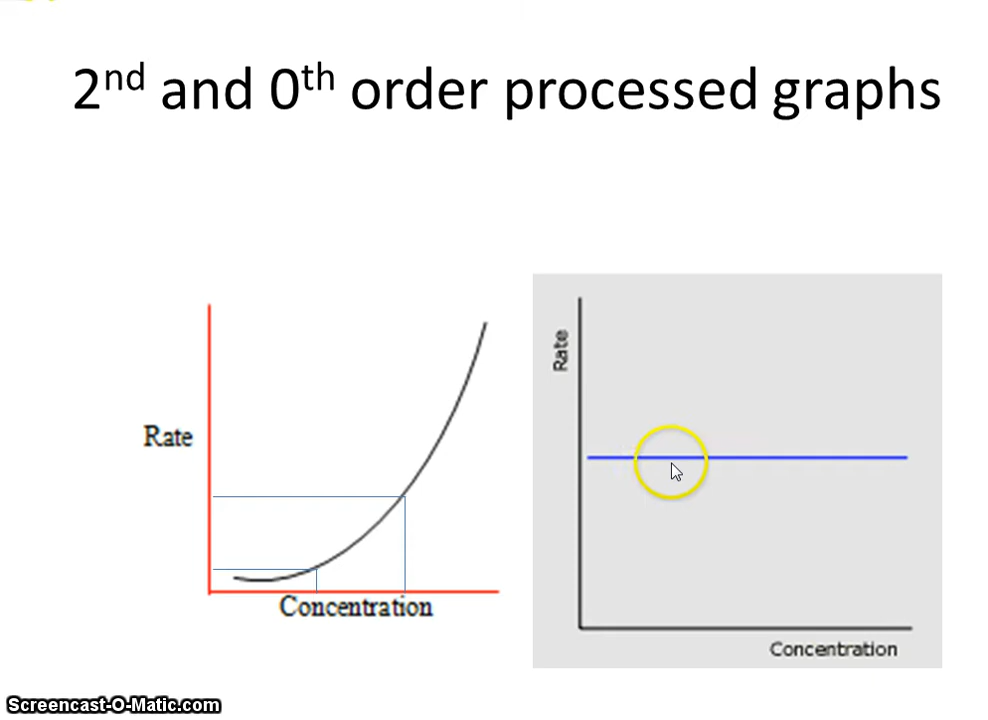 2nd and 0th order processed graphs
Rate
Concentration
Rate
Concentration
Screencast-O-Matic.com